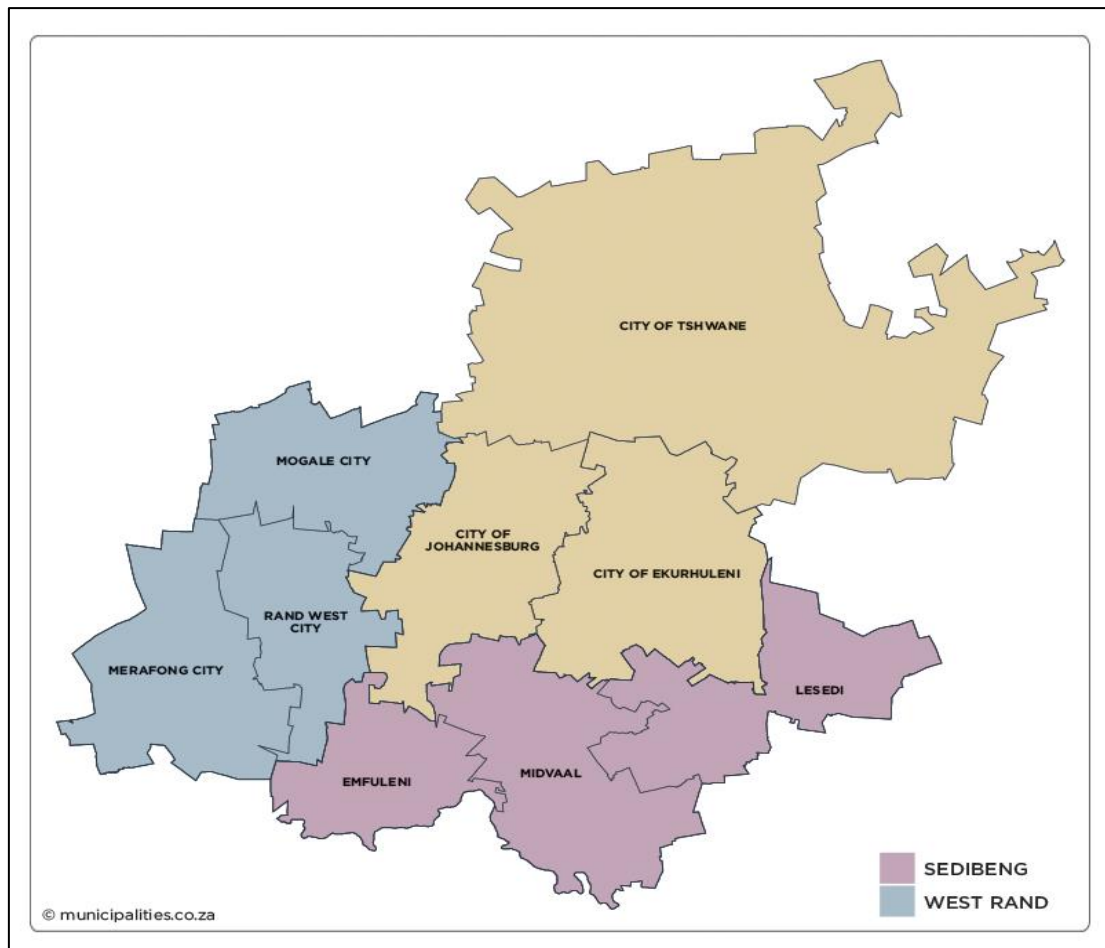 CITY OF TSHWANE
MOGALE CITY
CITY OF
JOHANNESBURG
CITY OF EKURHULENI
RAND WEST
CITY
MERAFONG CITY
LESEDI
EMFULENI
MIDVAAL
SEDIBENG
WEST RAND
© municipalities.co.za